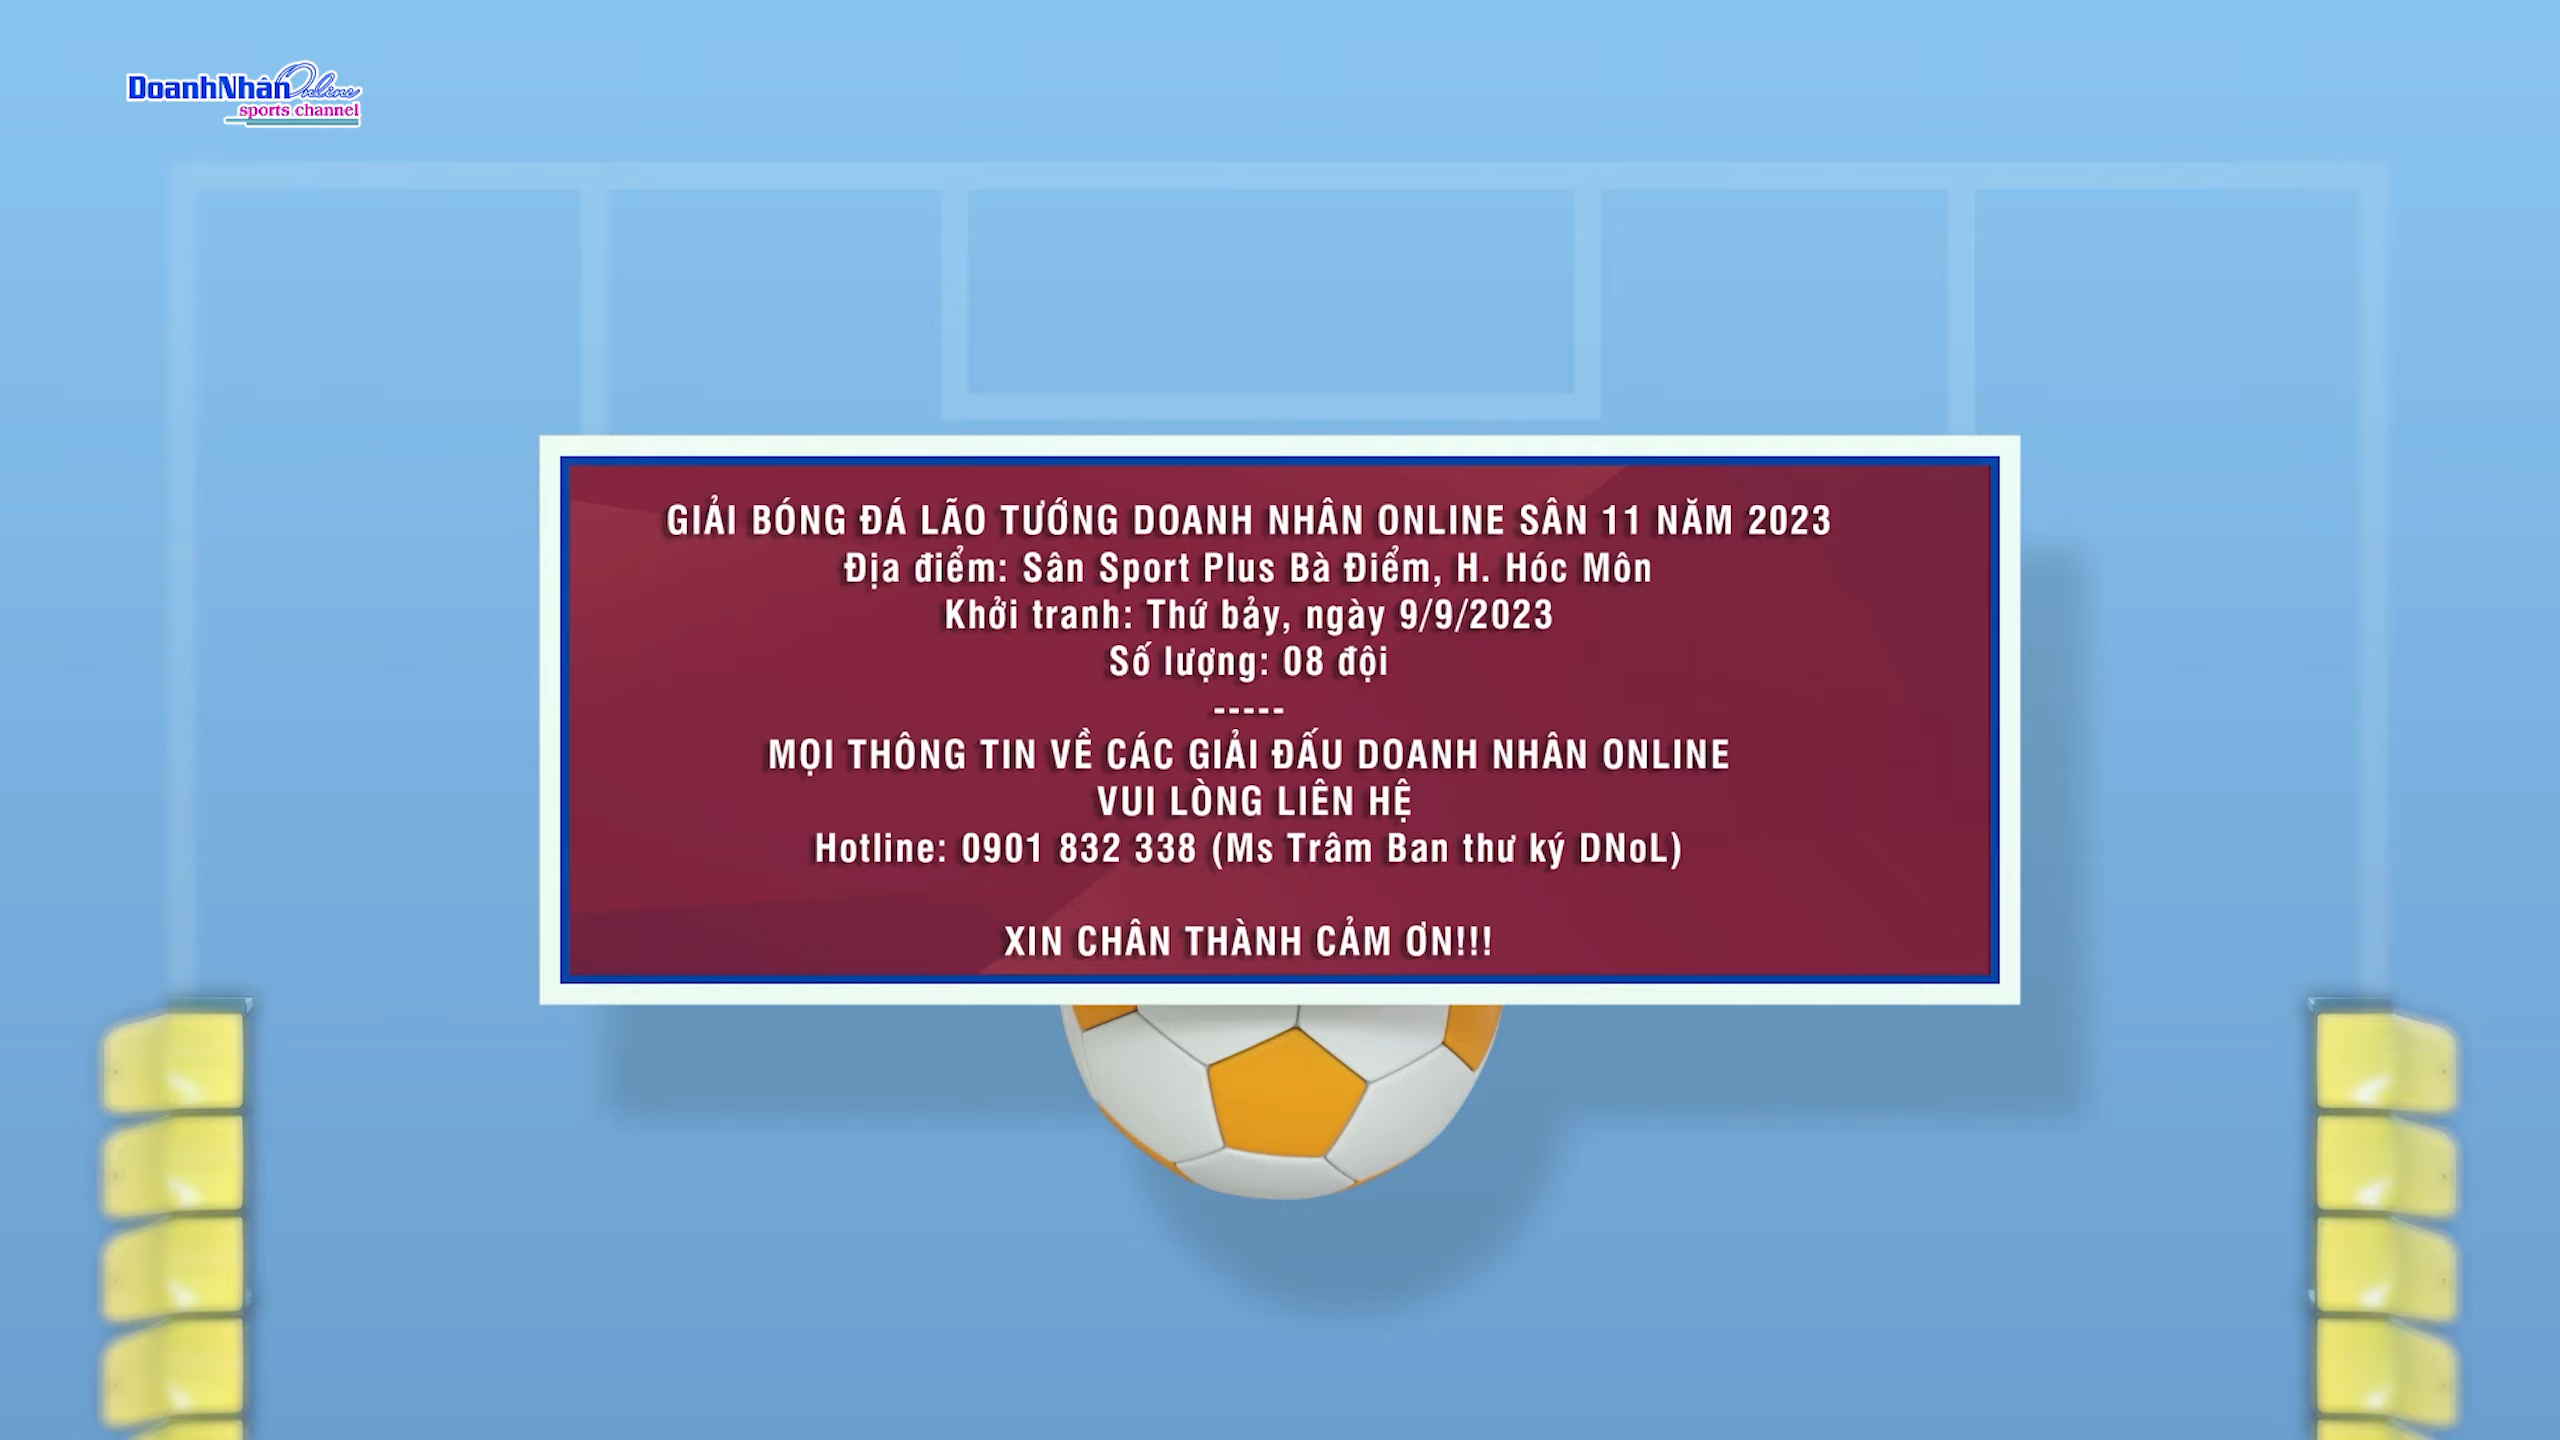 DoanhNhân Online
sports channel
GIẢI BÓNG ĐÁ LÃO TƯỚNG DOANH NHÂN ONLINE SÂN 11 NĂM 2023
Địa điểm: Sân Sport Plus Bà Điểm, H. Hóc Môn
Khởi tranh: Thứ bảy, ngày 9/9/2023
Số lượng: 08 đội
-----
MỌI THÔNG TIN VỀ CÁC GIẢI ĐẤU DOANH NHÂN ONLINE
VUI LÒNG LIÊN HỆ
Hotline: 0901 832 338 (Ms Trâm Ban thư ký DNoL)
XIN CHÂN THÀNH CẢM ƠN!!!